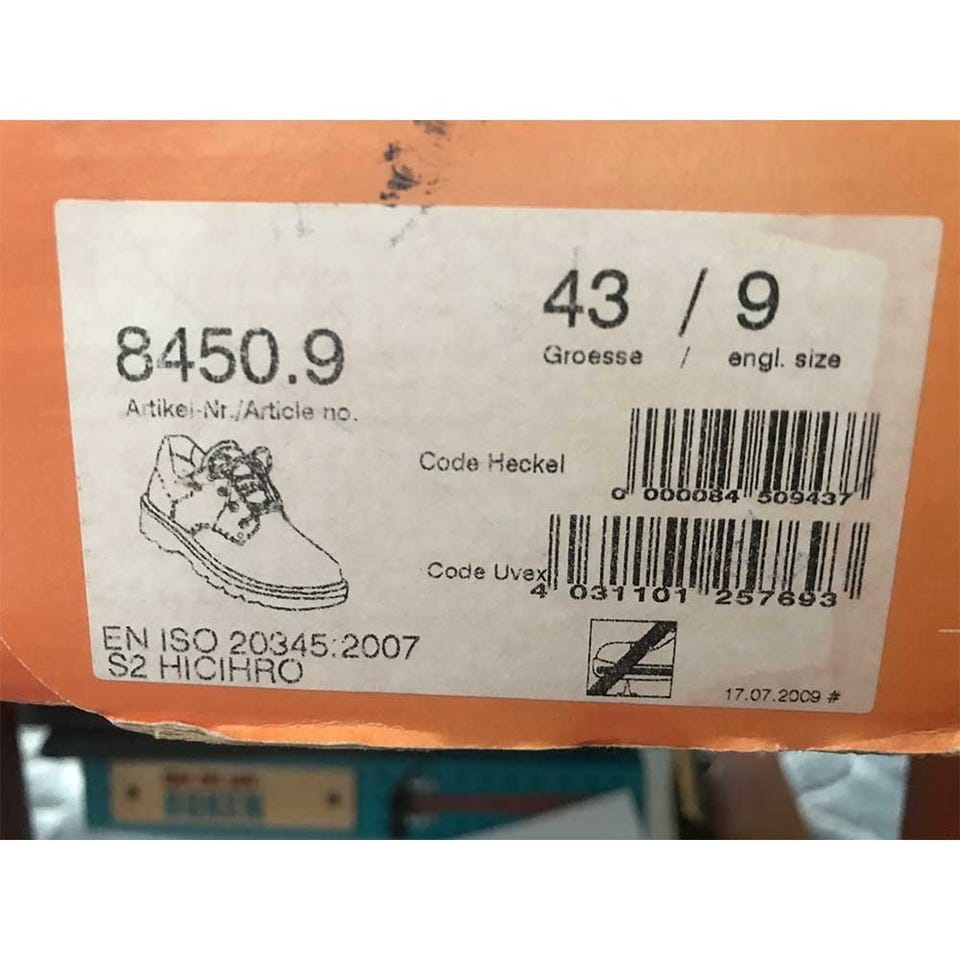 8450.9
Artikel-Nr./Article no.
43 / 9
Groesse / engl. size
Code Heckel
0 000084 509437
Code Uvex
4 031101 257693
EN ISO 20345:2007
S2 HICIHRO
17.07.2009 #